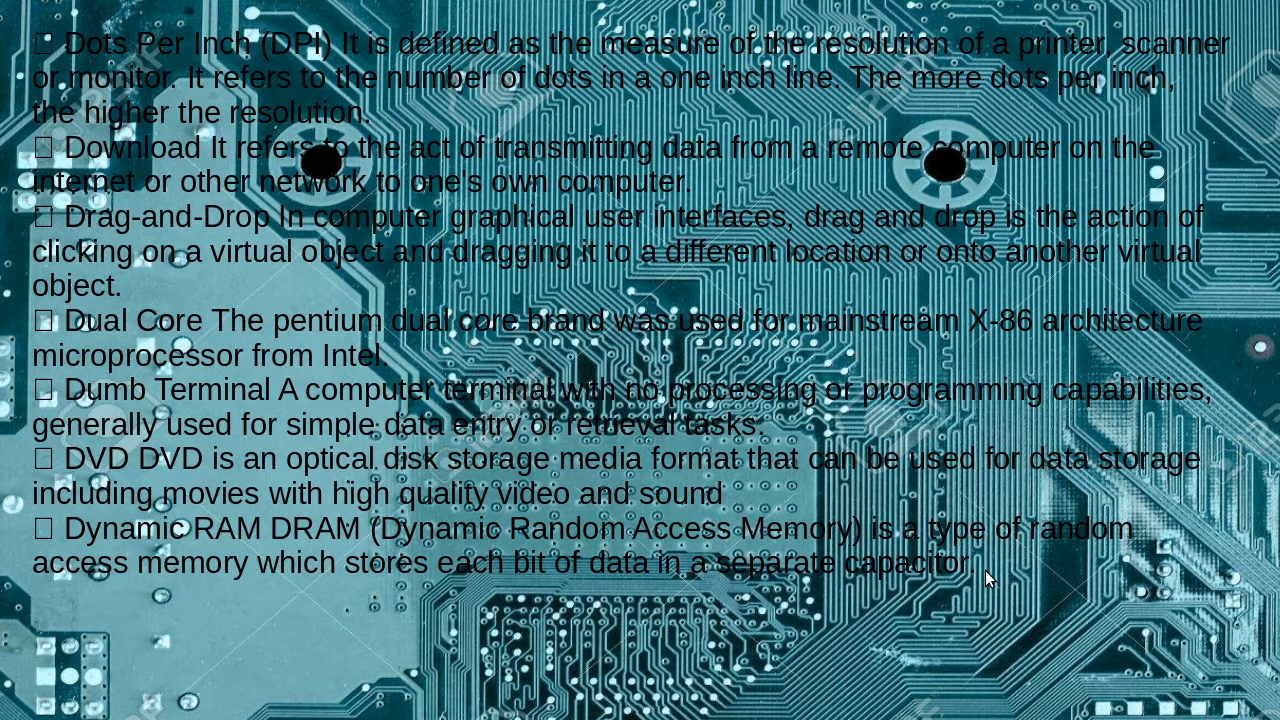 Dots Per Inch (DPI) It is defined as the measure of the resolution of a printer, scanner
or monitor. It refers to the number of dots in a one inch line. The more dots per inch,
the higher the resolution.
 Download It refers to the act of transmitting data from a remote computer on the
internet or other network to one's own computer.
 Drag-and-Drop In computer graphical user interfaces, drag and drop is the action of
clicking on a virtual object and dragging it to a different location or onto another virtual
object.
 Dual Core The pentium dual core brand was used for mainstream X-86 architecture
microprocessor from Intel.
 Dumb Terminal A computer terminal with no processing or programming capabilities,
generally used for simple data entry or retrieval tasks.
 DVD DVD is an optical disk storage media format that can be used for data storage
including movies with high quality video and sound
 Dynamic RAM DRAM (Dynamic Random Access Memory) is a type of random
access memory which stores each bit of data in a separate capacitor.